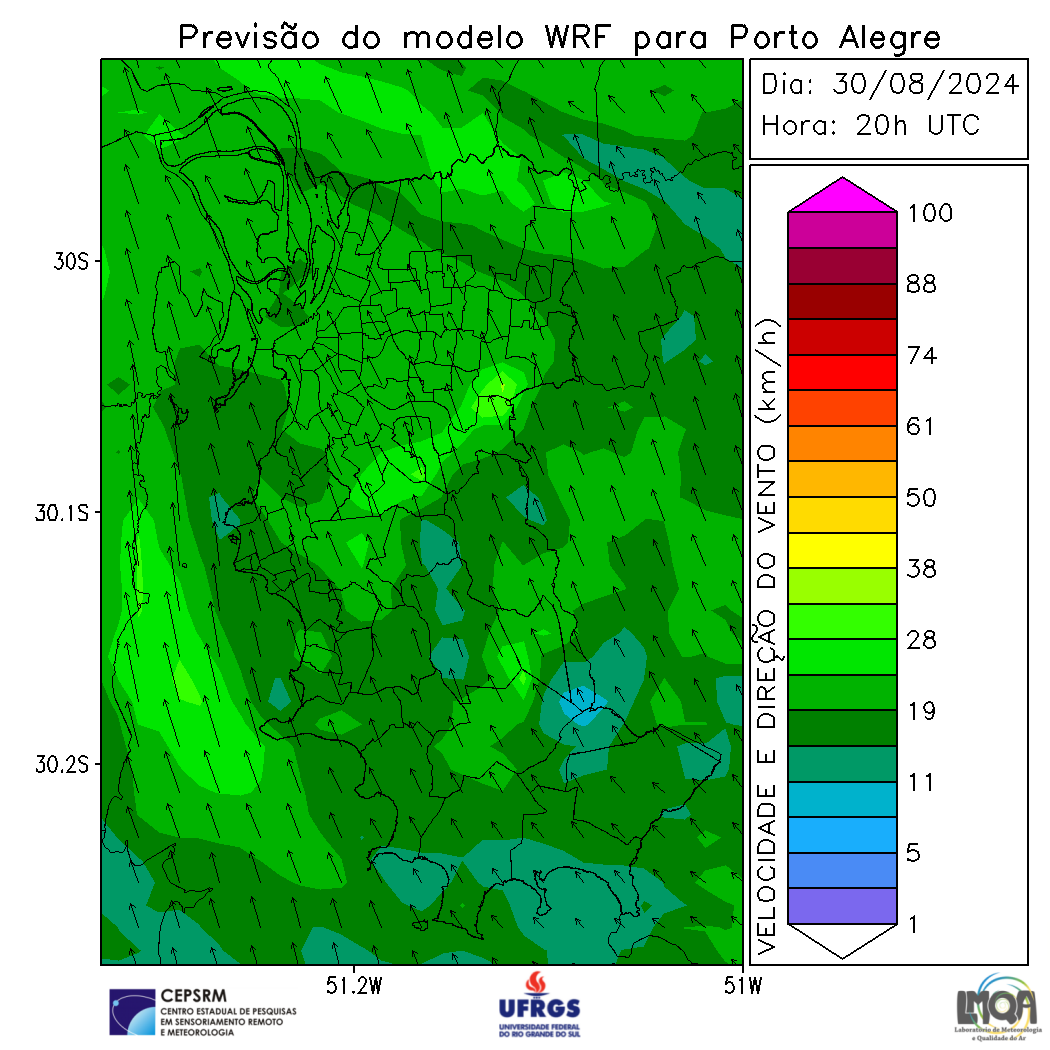 Previsão do modelo WRF para Porto Alegre
Dia: 30/08/2024
Hora: 20h UTC
30S
30.1S
30.2S
51.2W
51W
VELOCIDADE E DIREÇÃO DO VENTO (km/h)
100
88
74
61
50
38
28
19
11
5
1
CEPSRM
CENTRO ESTADUAL DE PESQUISAS
EM SENSORIAMENTO REMOTO
E METEOROLOGIA
UFRGS
UNIVERSIDADE FEDERAL
DO RIO GRANDE DO SUL
LMQA
Laboratório de Meteorologia
e Qualidade do Ar